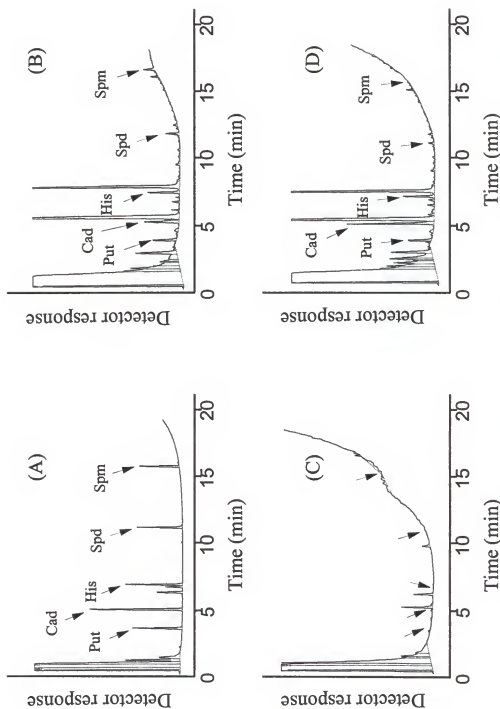 (A)
Detector response
Put
Cad
His
Spd
Spm
0 5 10 15 20
Time (min)
(B)
Detector response
Put
Cad
His
Spd
Spm
0 5 10 15 20
Time (min)
(C)
Detector response
0 5 10 15 20
Time (min)
(D)
Detector response
Put
Cad
His
Spd
Spm
0 5 10 15 20
Time (min)